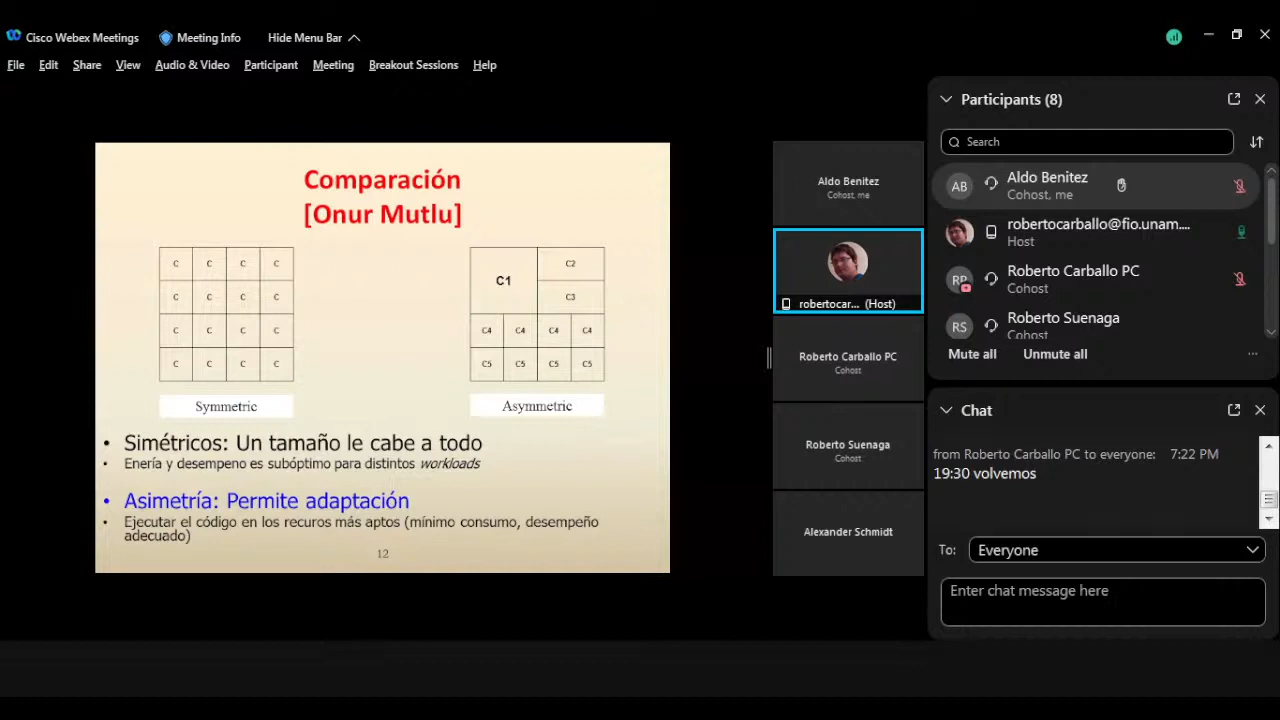 Cisco Webex Meetings Meeting Info Hide Menu Bar
File Edit Share View Audio & Video Participant Meeting Breakout Sessions Help
Comparación
[Onur Mutlu]
C C C C
C C C C
C C C C
C C C C
Symmetric
C1 C2
C3
C4 C4 C4 C4
C5 C5 C5 C5
Asymmetric
• Simétricos: Un tamaño le cabe a todo
• Enería y desempeno es subóptimo para distintos workloads
• Asimetría: Permite adaptación
• Ejecutar el código en los recuros más aptos (mínimo consumo, desempeño
adecuado)
12
Aldo Benitez
Cohost, me
robertocar... (Host)
Roberto Carballo PC
Cohost
Roberto Suenaga
Cohost
Alexander Schmidt
Participants (8)
Search
AB Aldo Benitez
Cohost, me
robertocarballo@fio.unam....
Host
RP Roberto Carballo PC
Cohost
RS Roberto Suenaga
Cohost
Mute all Unmute all ...
Chat
from Roberto Carballo PC to everyone: 7:22 PM
19:30 volvemos
To: Everyone
Enter chat message here